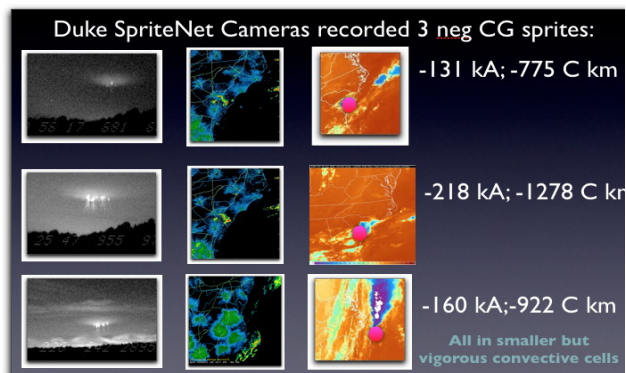 Duke SpriteNet Cameras recorded 3 neg CG sprites:
-131 kA; -775 C km
-218 kA; -1278 C km
-160 kA;-922 C km
All in smaller but
vigorous convective cells